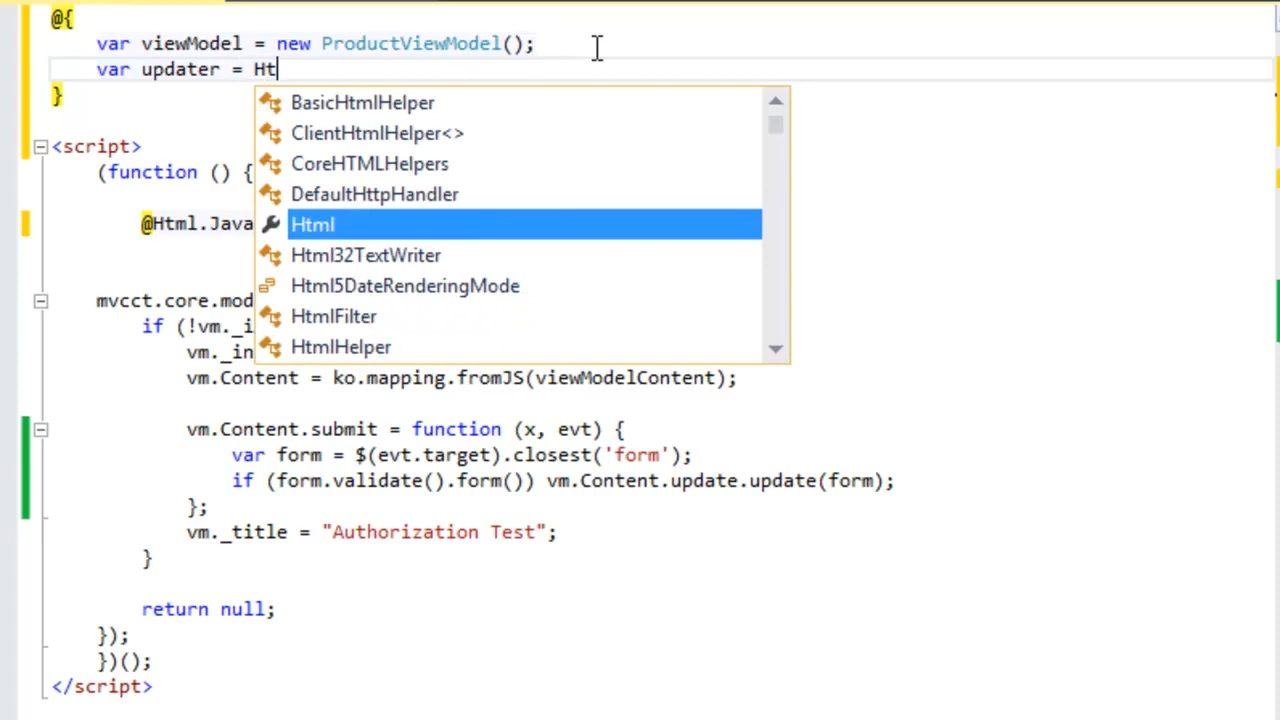 @{
var viewModel = new ProductViewModel();
var updater = Ht
}
BasicHtmlHelper
ClientHtmlHelper<>
<script>
CoreHTMLHelpers
(function () {
DefaultHttpHandler
@Html.Java
Html
Html32TextWriter
Html5DateRenderingMode
mvcct.core.mod
HtmlFilter
if (!vm._i
HtmlHelper
vm._in
vm.Content = ko.mapping.fromJS(viewModelContent);
vm.Content.submit = function (x, evt) {
var form = $(evt.target).closest('form');
if (form.validate().form()) vm.Content.update.update(form);
};
vm._title = "Authorization Test";
}
return null;
});
})();
</script>